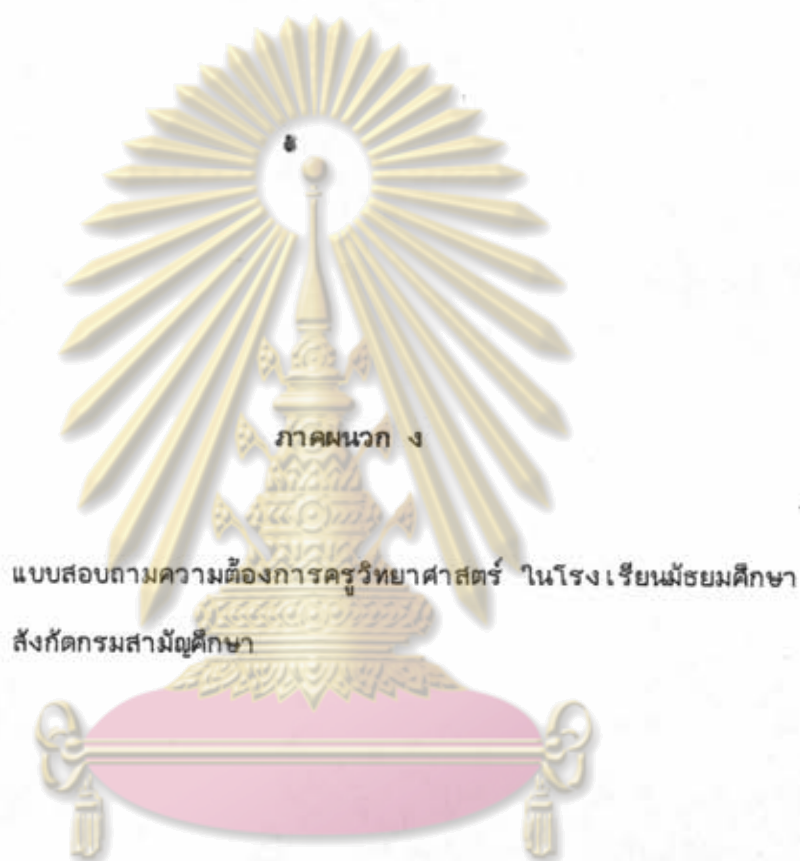 ภาคผนวก ง
แบบสอบถามความต้องการครูวิทยาศาสตร์ ในโรงเรียนมัธยมศึกษา
สังกัดกรมสามัญศึกษา